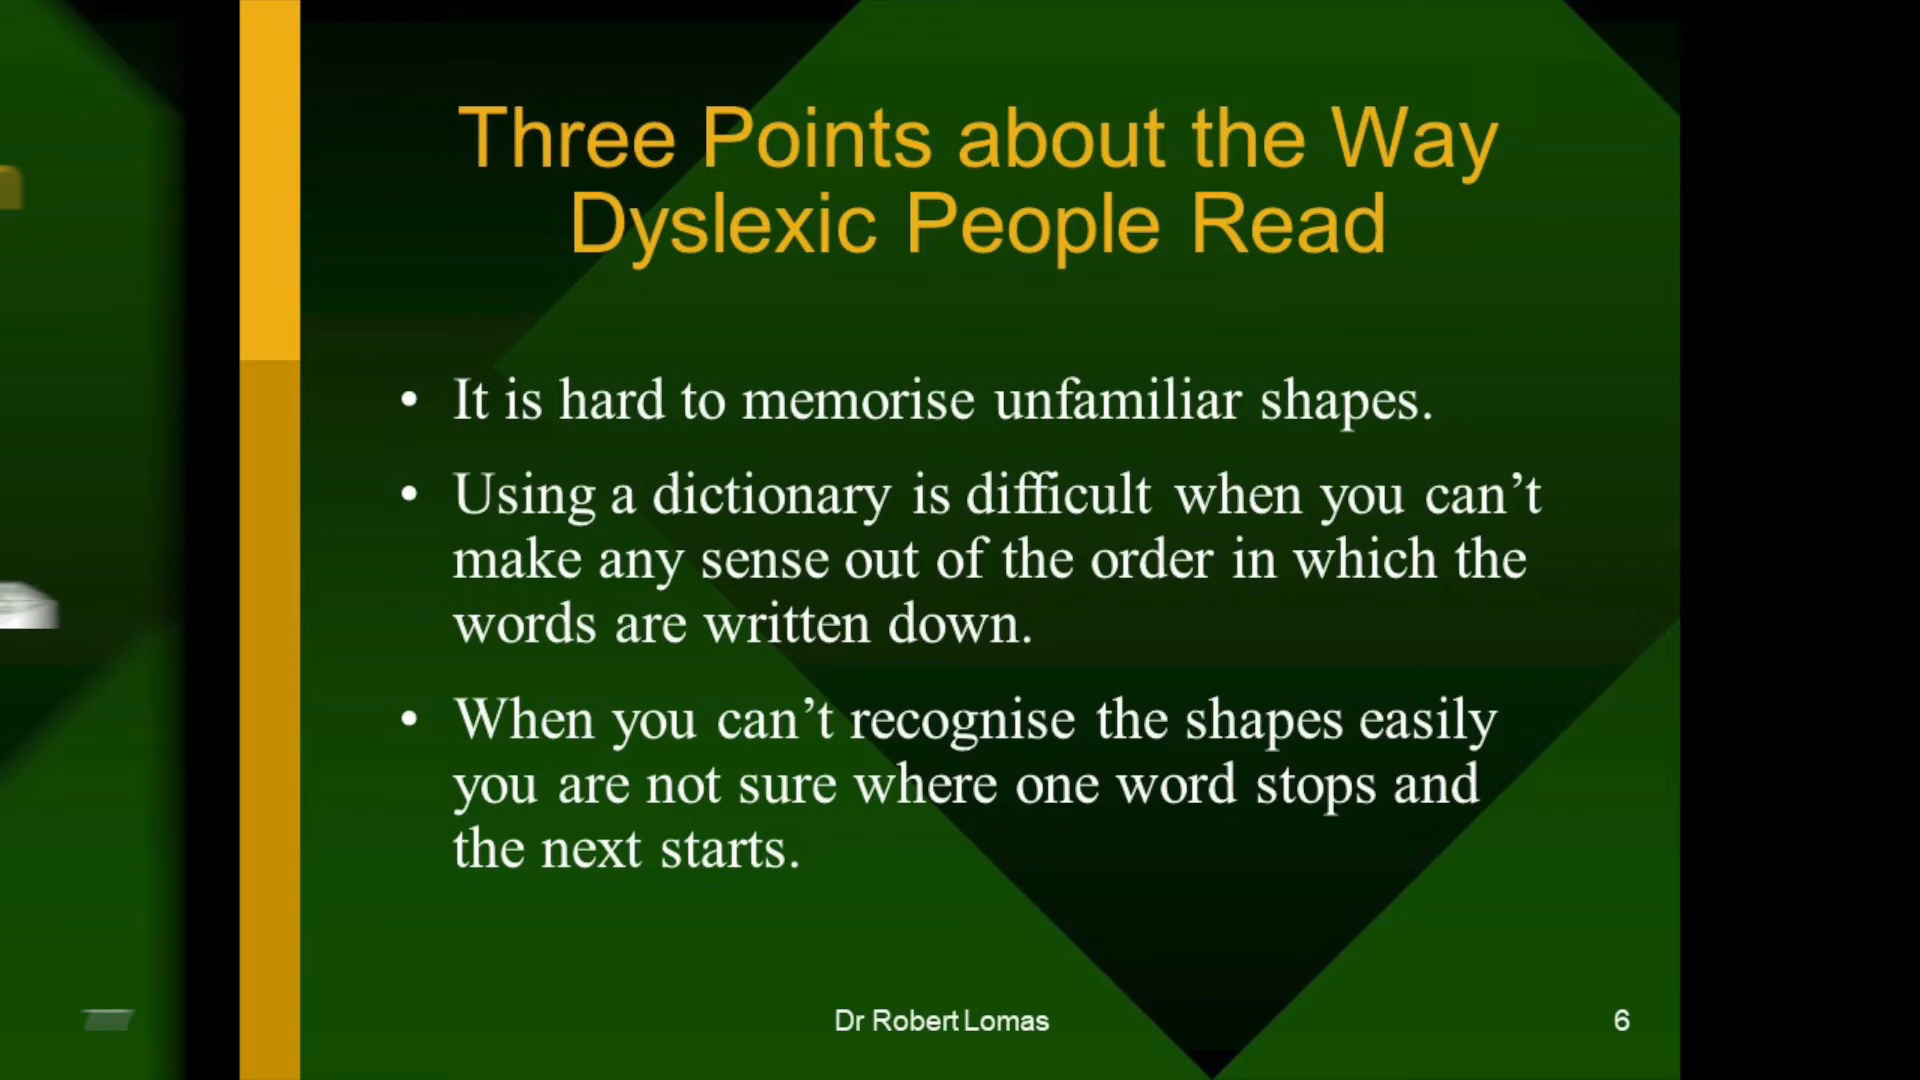 Three Points about the Way
Dyslexic People Read
• It is hard to memorise unfamiliar shapes.
• Using a dictionary is difficult when you can’t
make any sense out of the order in which the
words are written down.
• When you can’t recognise the shapes easily
you are not sure where one word stops and
the next starts.
Dr Robert Lomas
6